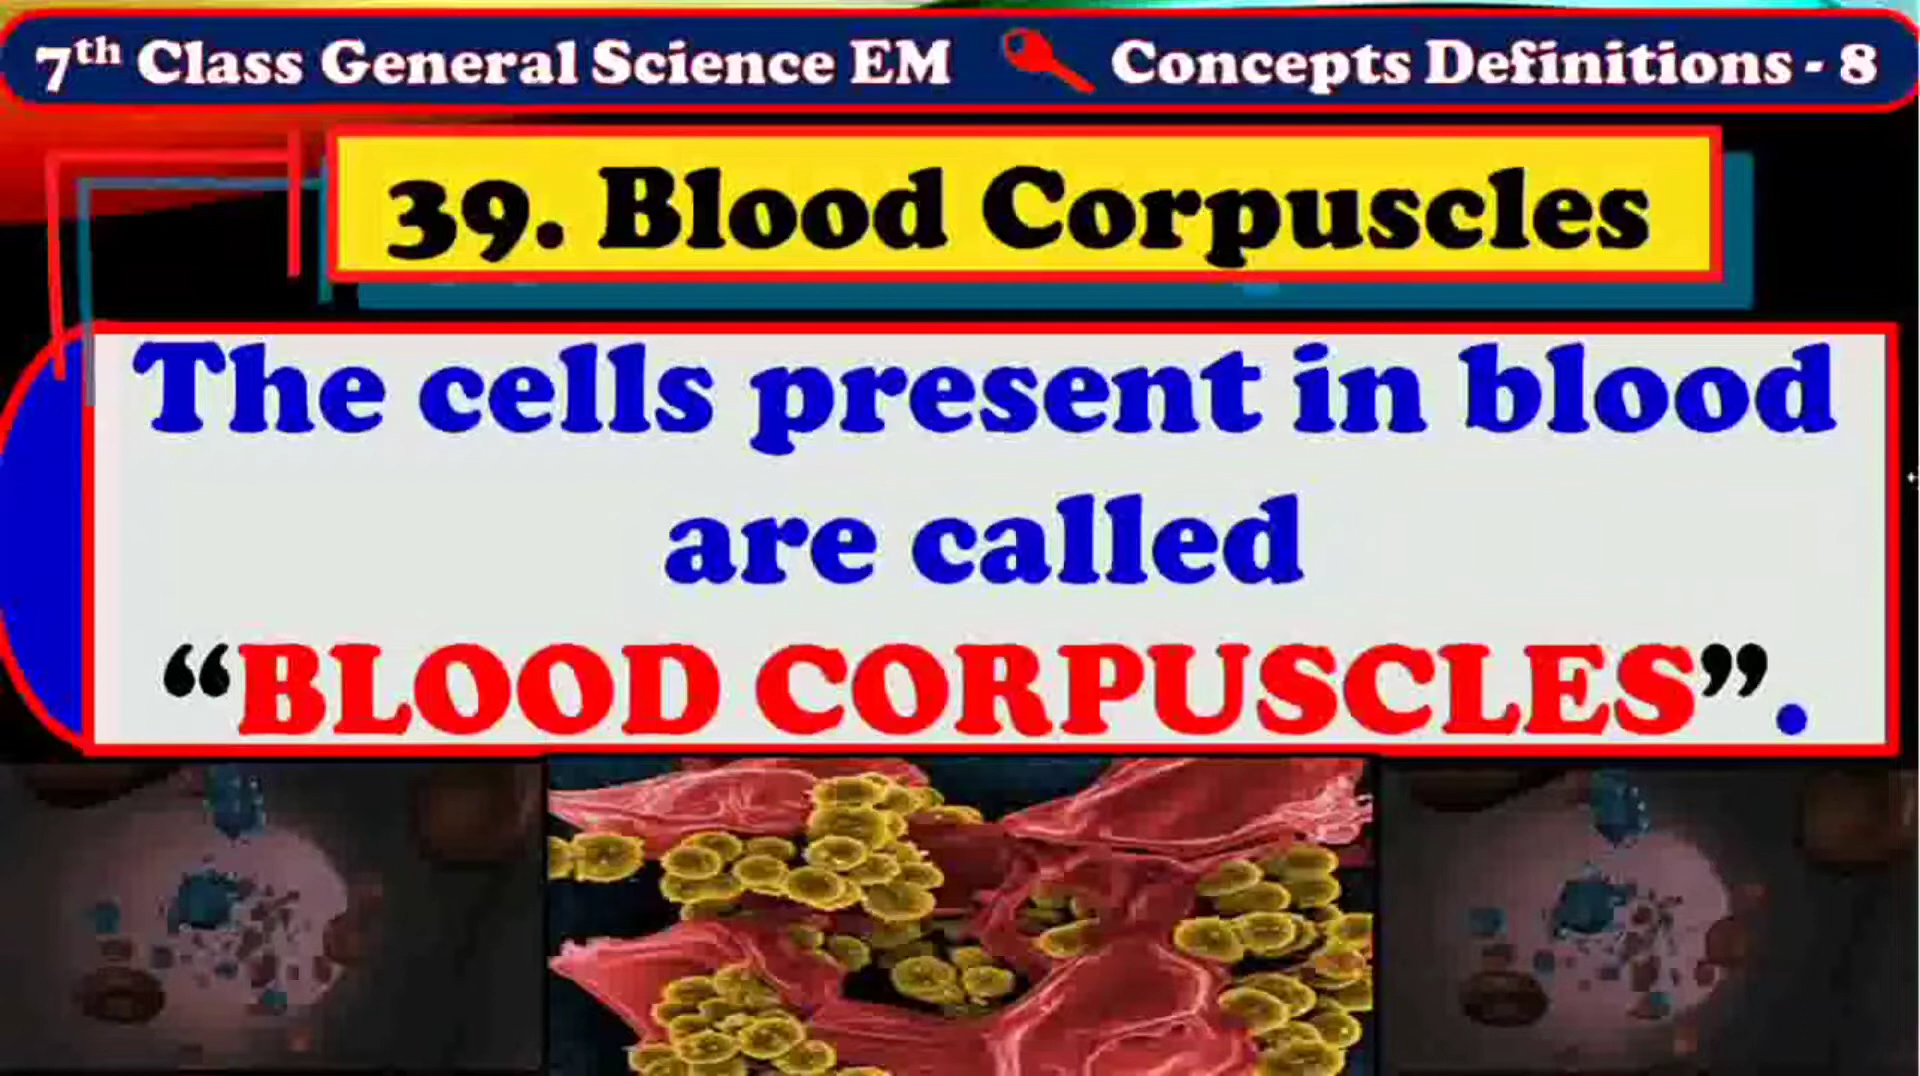 7th Class General Science EM Concepts Definitions - 8
39. Blood Corpuscles
The cells present in blood
are called
“BLOOD CORPUSCLES”.